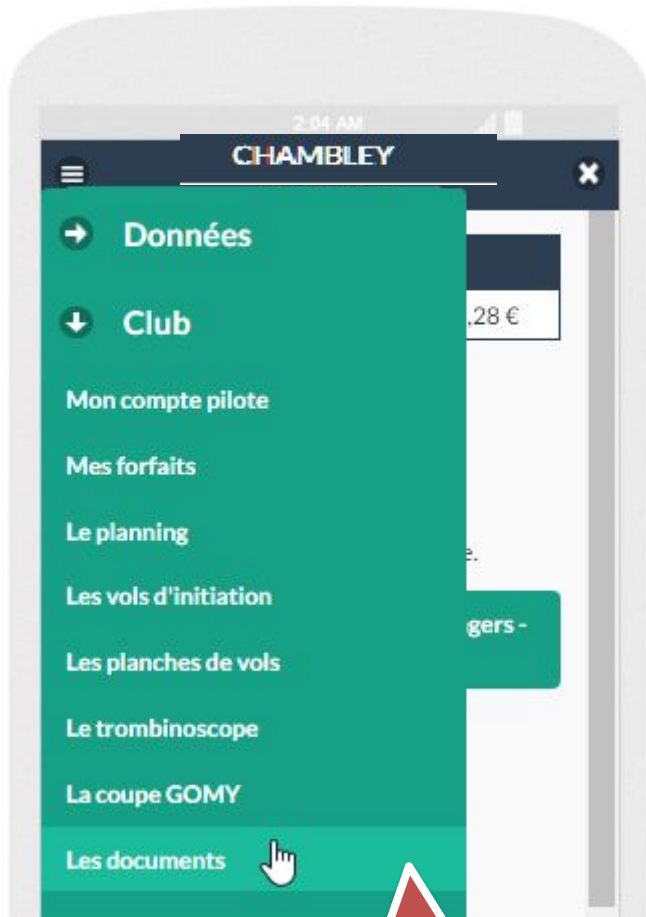 2:04 AM
CHAMBLEY
Données
Club
,28 €
Mon compte pilote
Mes forfaits
Le planning
e.
Les vols d'initiation
gers -
Les planches de vols
Le trombinoscope
La coupe GOMY
Les documents